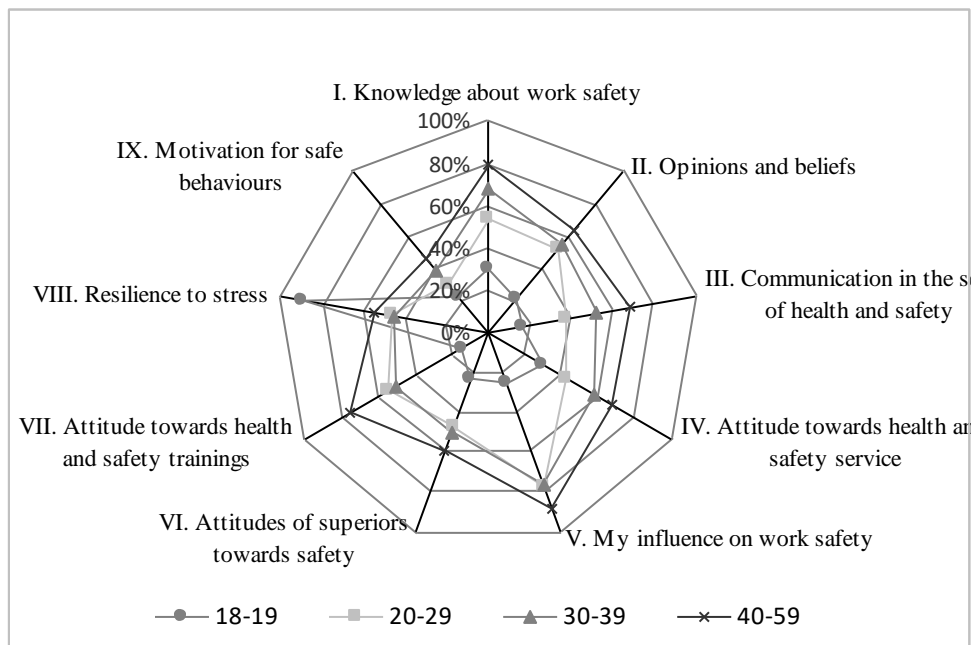 I. Knowledge about work safety
100%
80%
60%
40%
20%
0%
II. Opinions and beliefs
III. Communication in the s
of health and safety
IV. Attitude towards health an
safety service
V. My influence on work safety
VI. Attitudes of superiors
towards safety
VII. Attitude towards health
and safety trainings
VIII. Resilience to stress
IX. Motivation for safe
behaviours
18-19
20-29
30-39
40-59